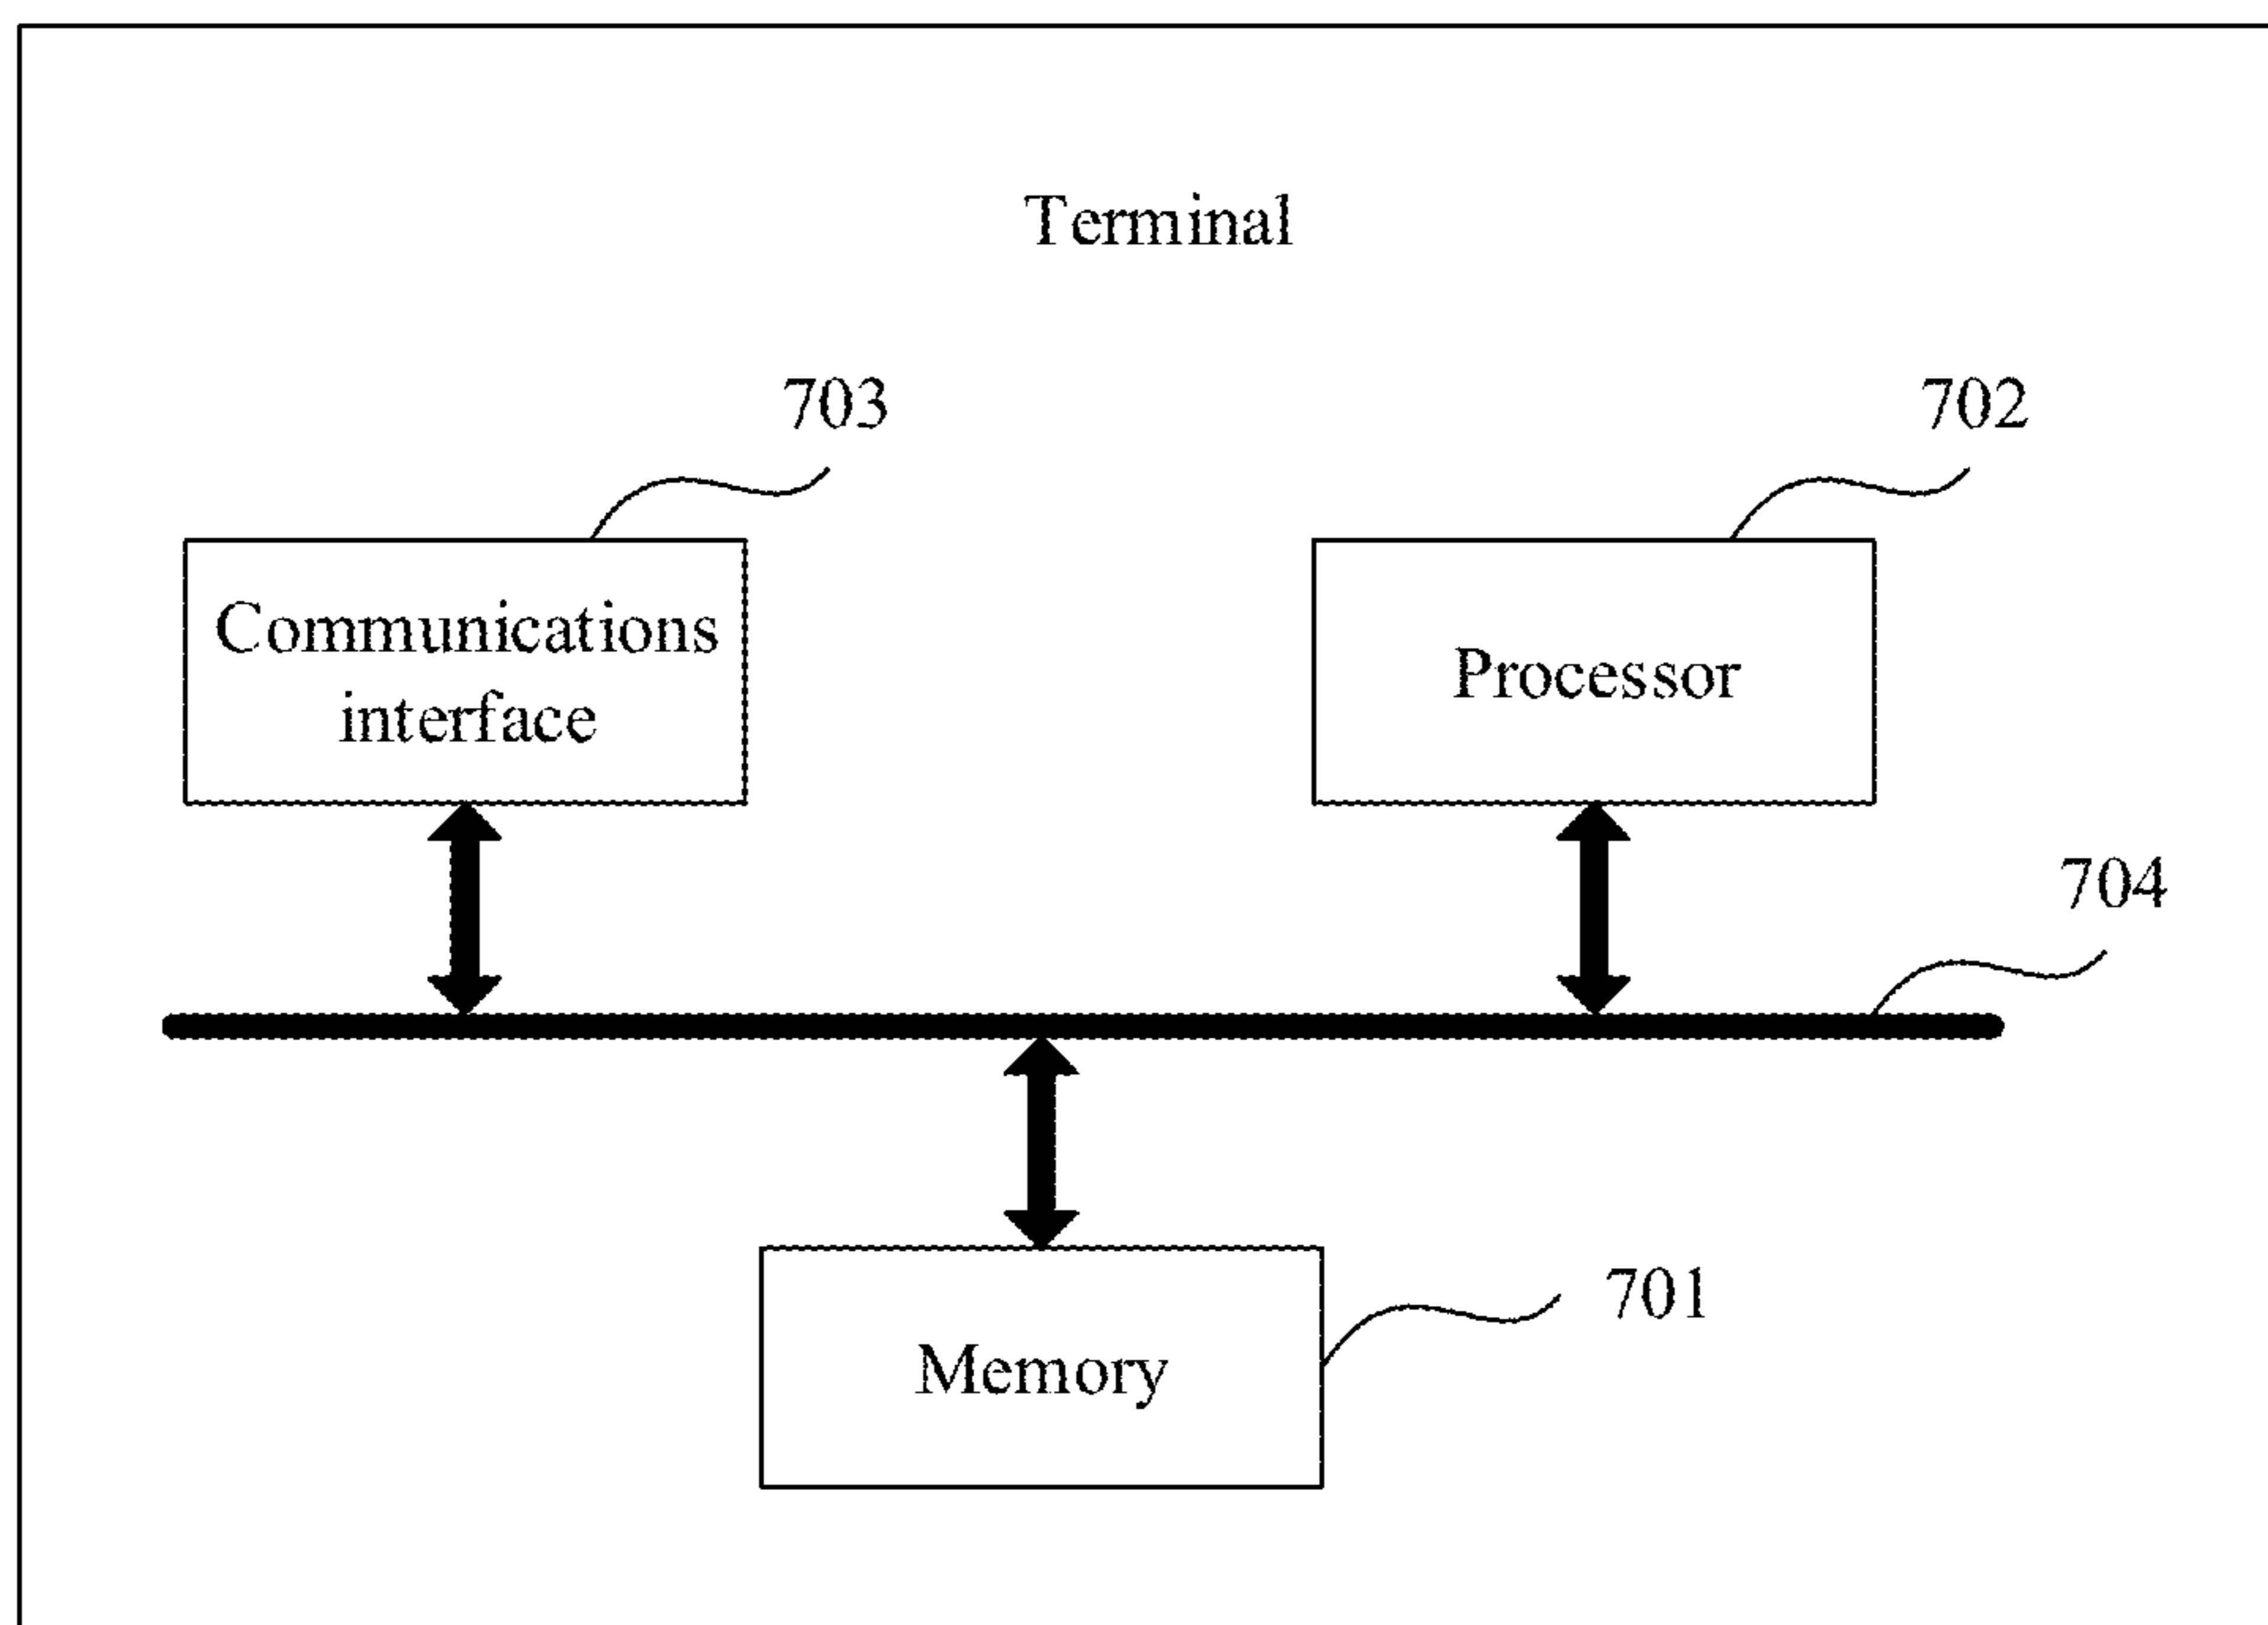 Terminal
703
702
Communications
interface
Processor
704
701
Memory